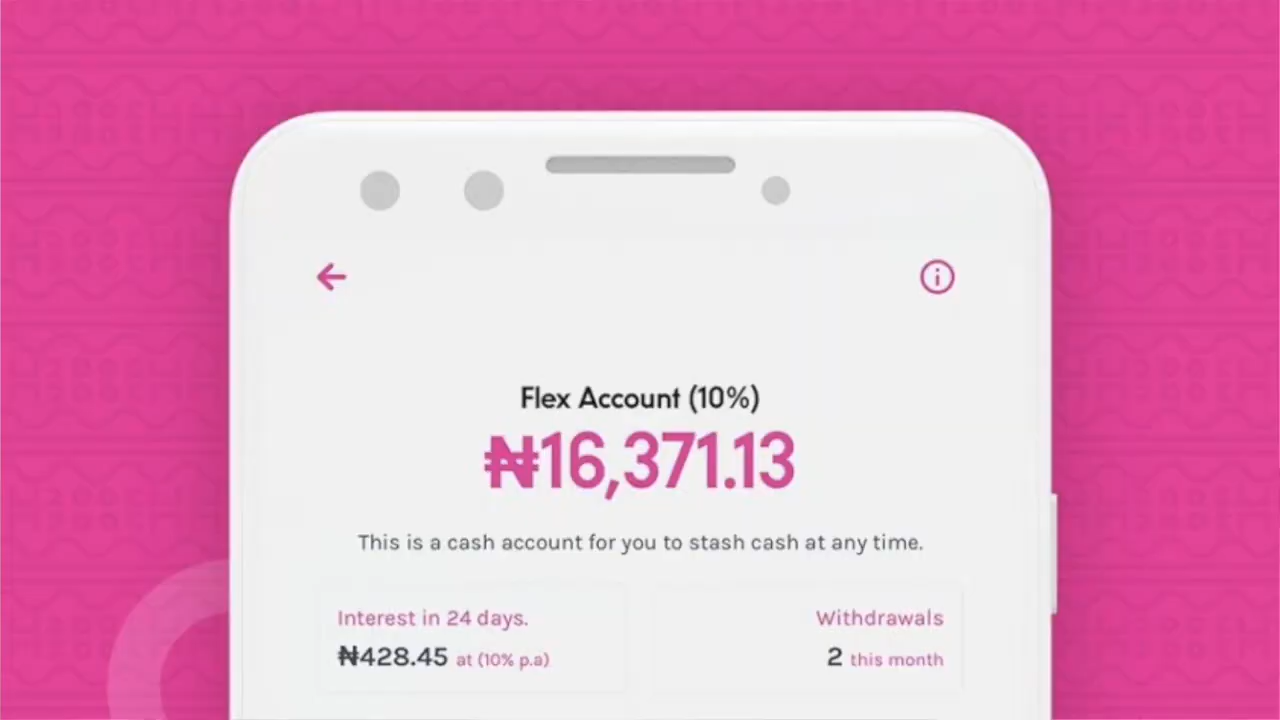 Flex Account (10%)
₦16,371.13
This is a cash account for you to stash cash at any time.
Interest in 24 days.
₦428.45 at (10% p.a)
Withdrawals
2 this month